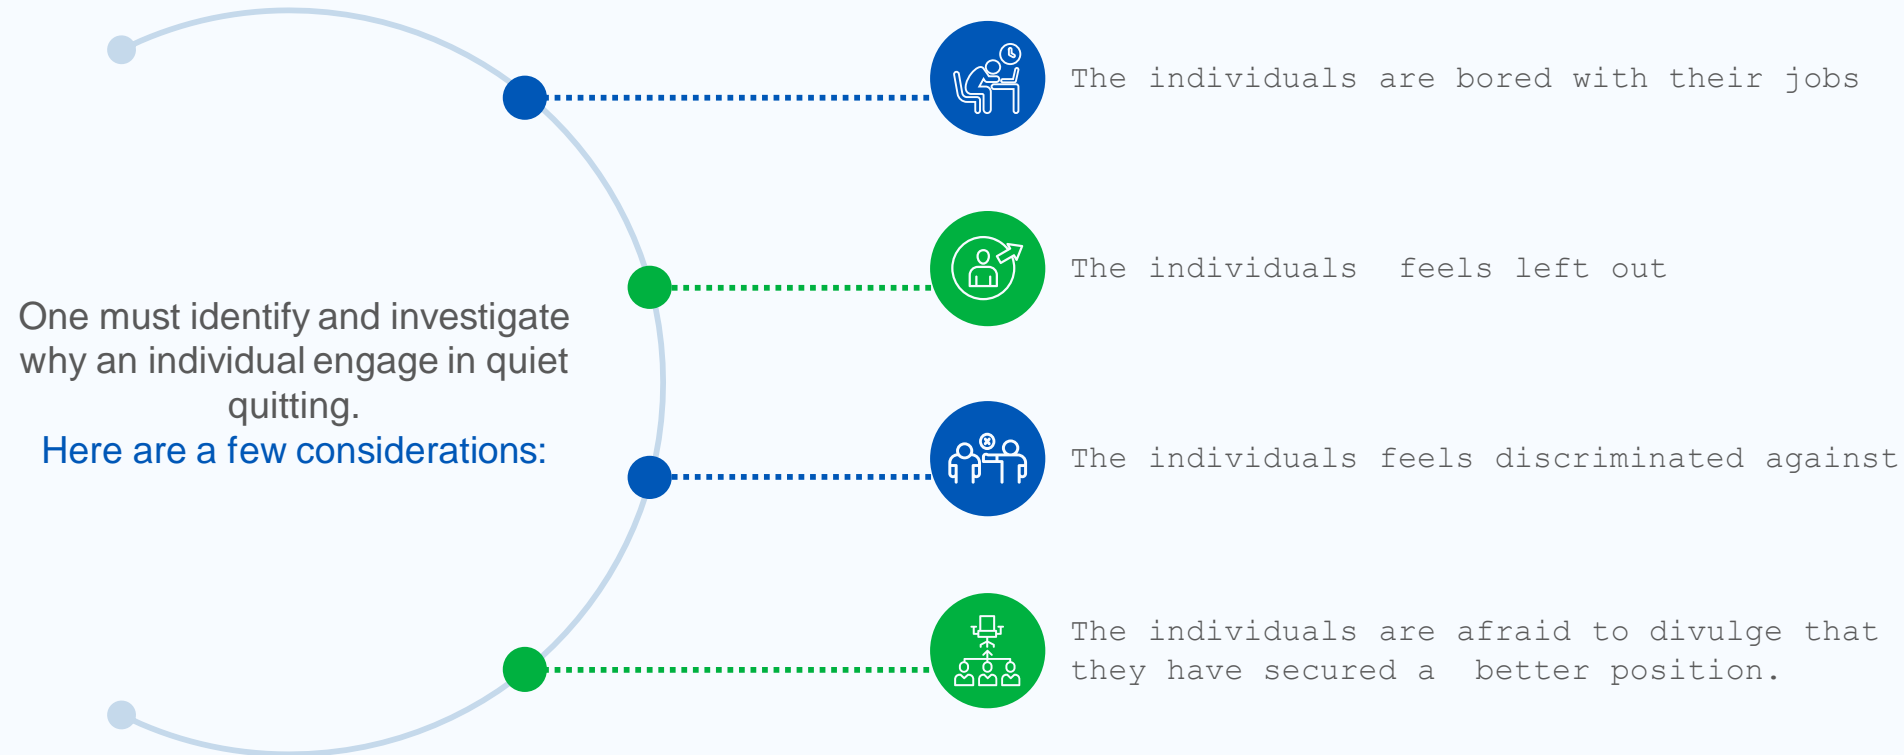 One must identify and investigate
why an individual engage in quiet
quitting.
Here are a few considerations:
The individuals are bored with their jobs
The individuals  feels left out
The individuals feels discriminated against
The individuals are afraid to divulge that
they have secured a  better position.